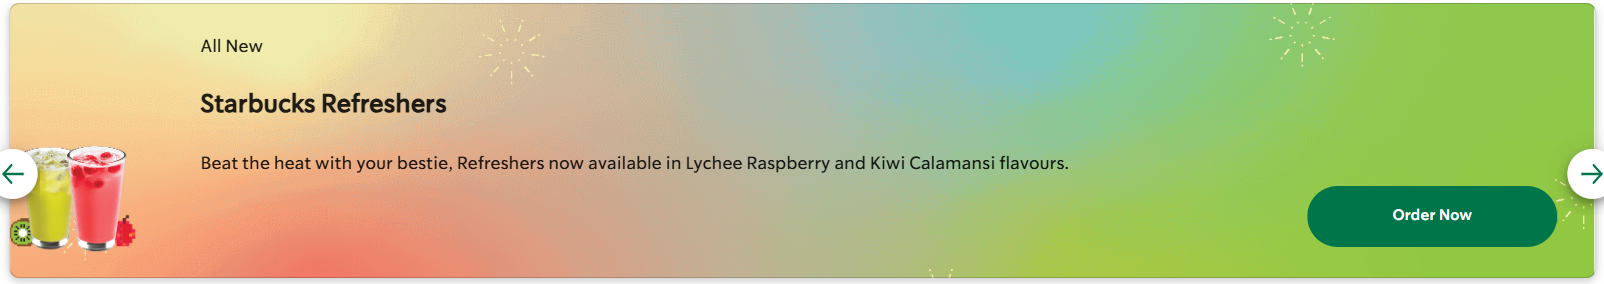 All New
Starbucks Refreshers
Beat the heat with your bestie, Refreshers now available in Lychee Raspberry and Kiwi Calamansi flavours.
Order Now